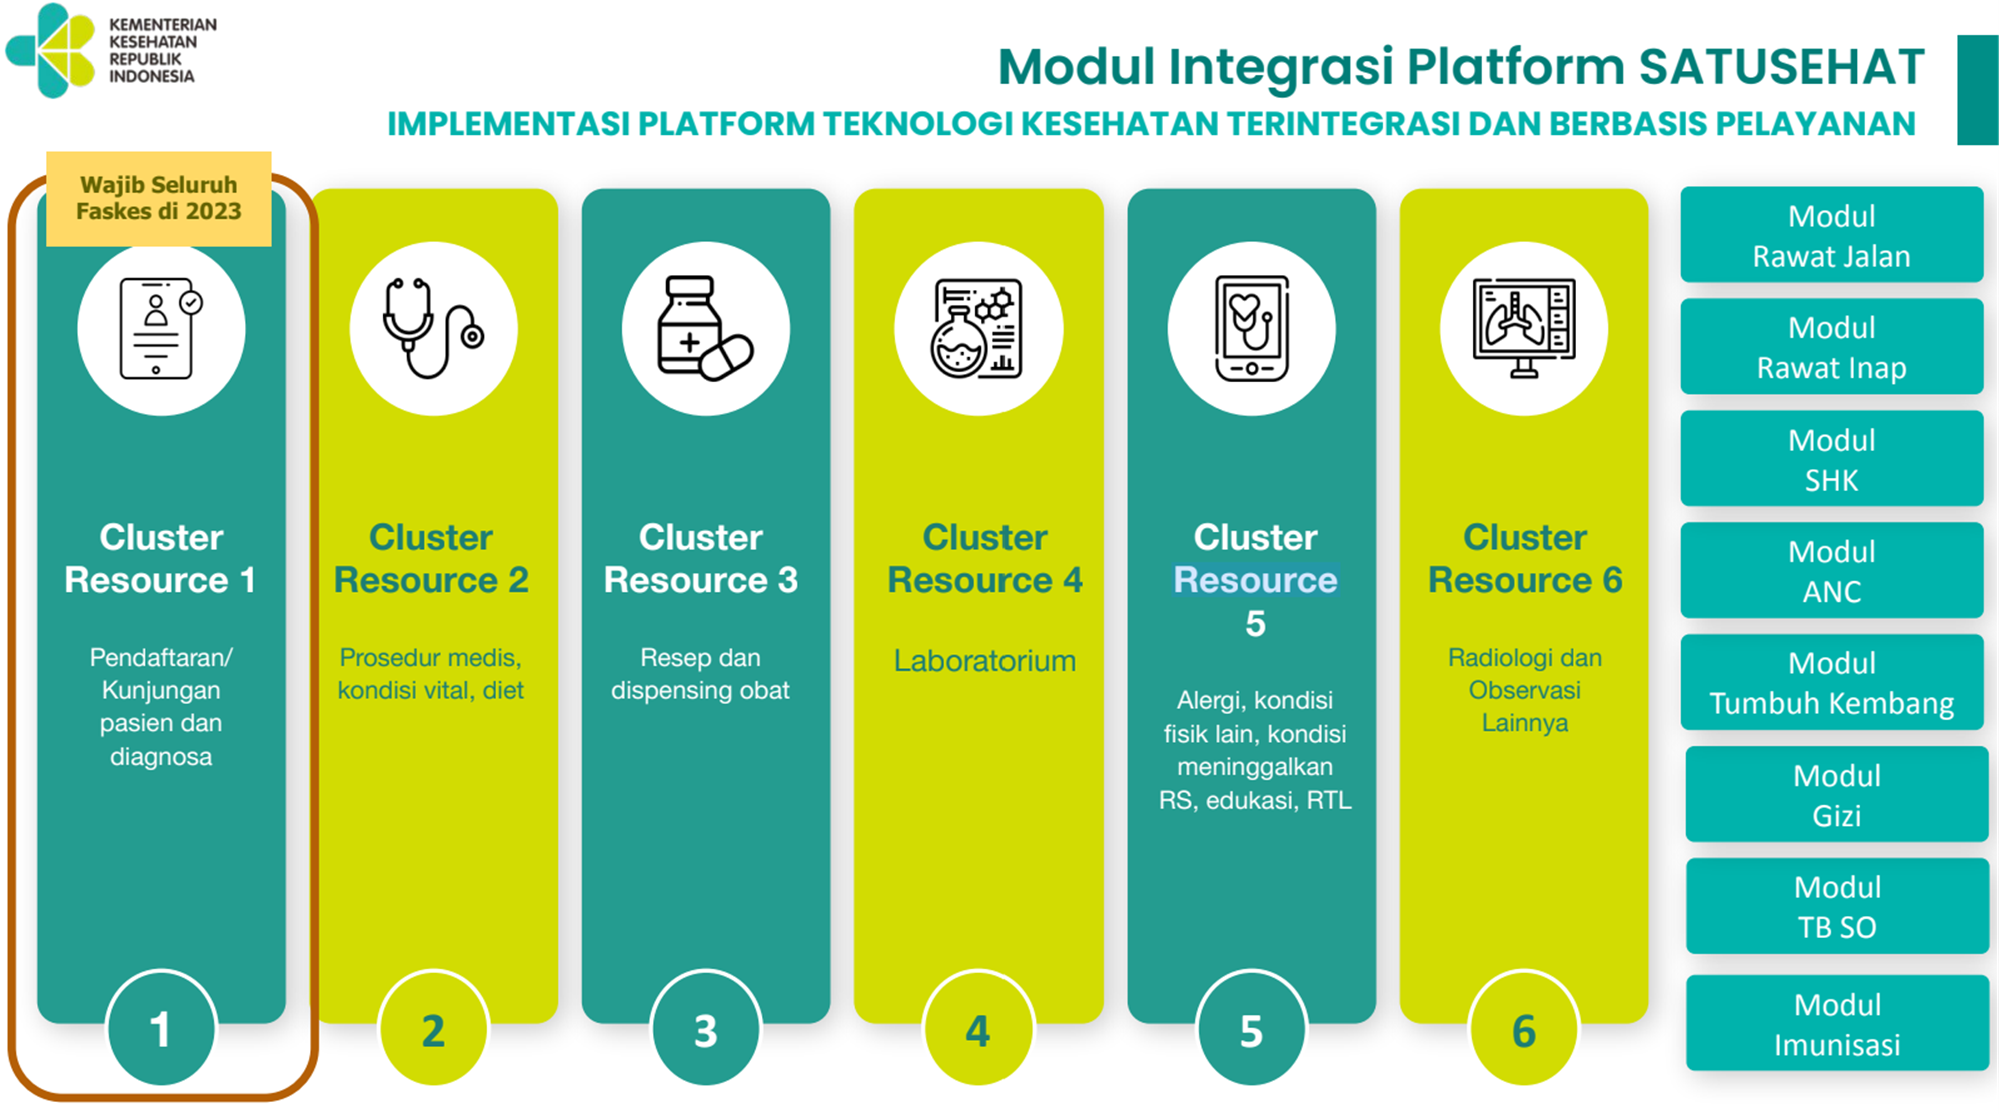 KEMENTERIAN
KESEHATAN
REPUBLIK
INDONESIA
Modul Integrasi Platform SATUSEHAT
IMPLEMENTASI PLATFORM TEKNOLOGI KESEHATAN TERINTEGRASI DAN BERBASIS PELAYANAN
Wajib Seluruh
Faskes di 2023
Cluster
Resource 1
Pendaftaran/
Kunjungan
pasien dan
diagnosa
1
Cluster
Resource 2
Prosedur medis,
kondisi vital, diet
2
Cluster
Resource 3
Resep dan
dispensing obat
3
Cluster
Resource 4
Laboratorium
4
Cluster
Resource
5
Alergi, kondisi
fisik lain, kondisi
meninggalkan
RS, edukasi, RTL
5
Cluster
Resource 6
Radiologi dan
Observasi
Lainnya
6
Modul
Rawat Jalan
Modul
Rawat Inap
Modul
SHK
Modul
ANC
Modul
Tumbuh Kembang
Modul
Gizi
Modul
TB SO
Modul
Imunisasi